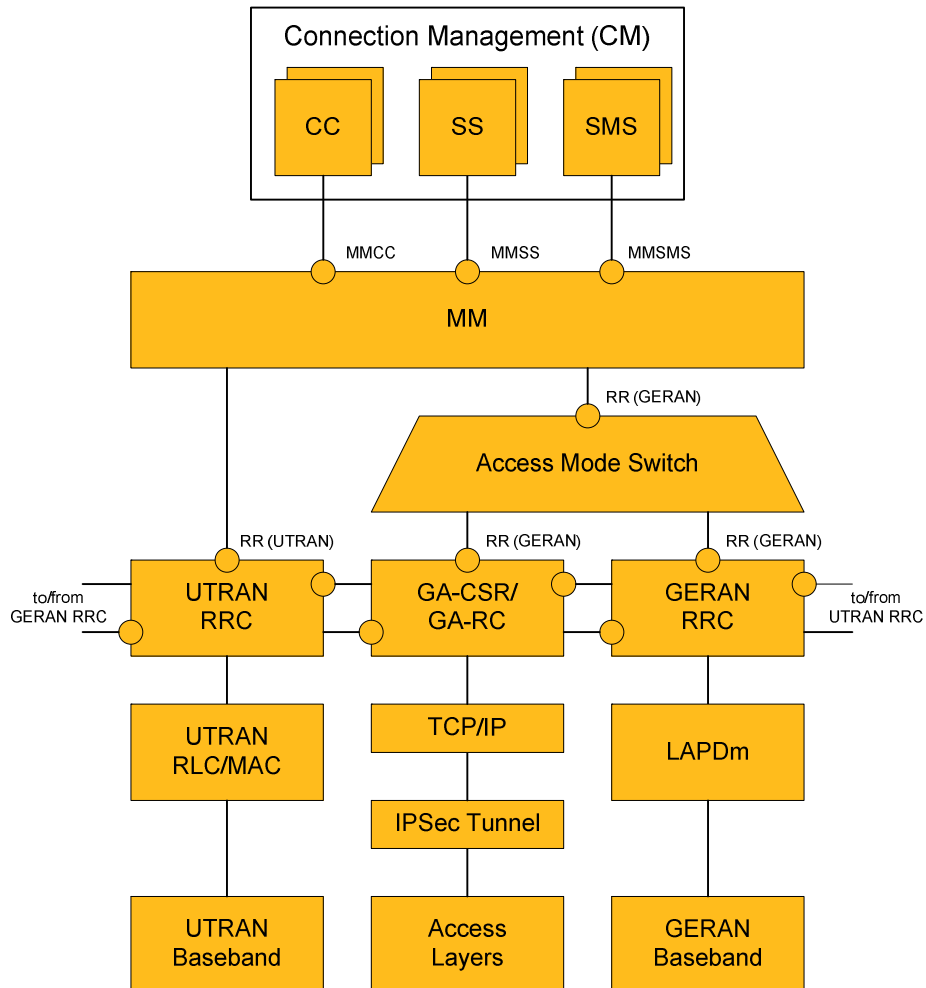 Connection Management (CM)
CC
SS
SMS
MMCC
MMSS
MMSMS
MM
RR (GERAN)
Access Mode Switch
RR (UTRAN)
RR (GERAN)
RR (GERAN)
to/from
GERAN RRC
UTRAN
RRC
GA-CSR/
GA-RC
GERAN
RRC
to/from
UTRAN RRC
UTRAN
RLC/MAC
TCP/IP
LAPDm
IPSec Tunnel
UTRAN
Baseband
Access
Layers
GERAN
Baseband